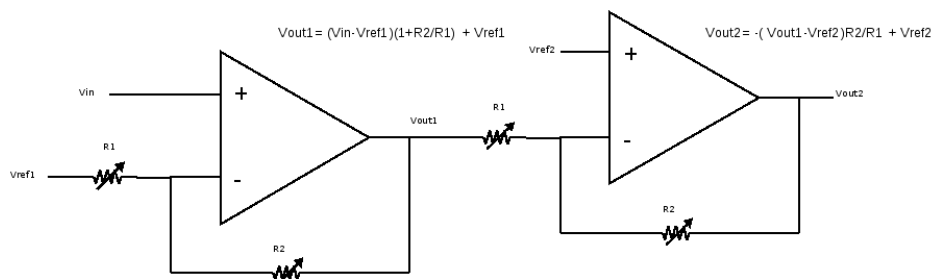 Vout1 = (Vin-Vref1)(1+R2/R1) + Vref1
Vout2= -( Vout1-Vref2)R2/R1 + Vref2
Vref2
+
Vin
+
Vout2
R1
Vout1
-
R1
Vref1
-
R2
R2